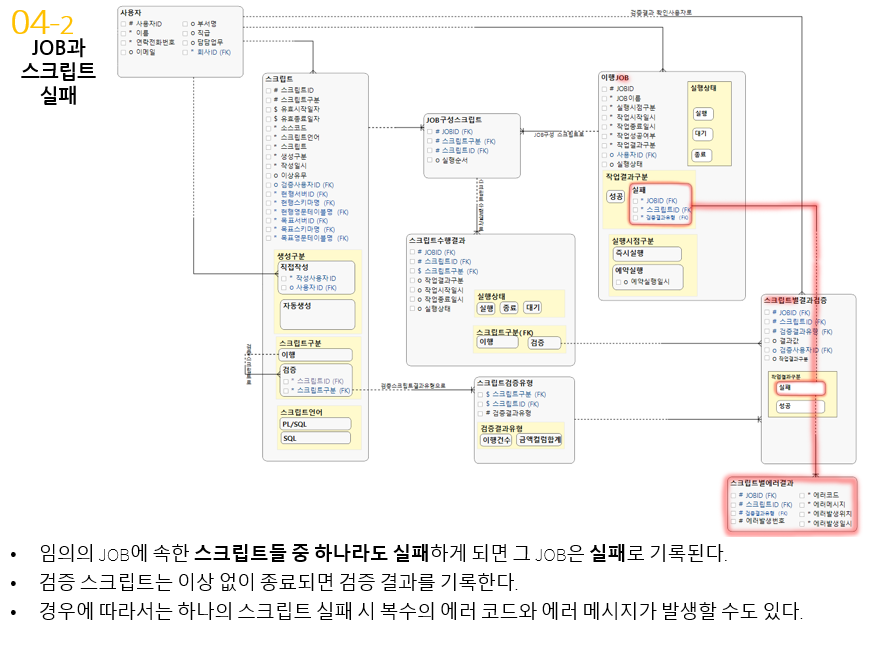 04-2
JOB과
스크립트
실패
사용자
# 사용자ID
* 이름
* 연락전화번호
o 이메일
o 부서명
o 직급
o 담담업무
* 회사ID (FK)
검증결과 확인사용자로
스크립트
# 스크립트ID
# 스크립트구분
$ 유효시작일자
$ 유효종료일자
* 소스코드
* 스크립트언어
* 스크립트
* 생성구분
* 작성일시
o 이상유무
o 검증사용자ID (FK)
* 현행서버ID (FK)
* 현행스키마명 (FK)
* 현행영문테이블명 (FK)
* 목표서버ID (FK)
* 목표스키마명 (FK)
* 목표영문테이블명 (FK)
생성구분
직접작성
* 작성사용자ID
o 사용자ID (FK)
자동생성
스크립트구분
이행
검증
* 스크립트ID (FK)
* 스크립트구분 (FK)
스크립트언어
PL/SQL
SQL
JOB구성스크립트
# JOBID (FK)
# 스크립트구분 (FK)
# 스크립트ID (FK)
o 실행순서
JOB구성 스크립트로
이행JOB
# JOBID
* JOB이름
* 실행시점구분
* 작업시작일시
* 작업종료일시
* 작업성공여부
* 작업결과구분
o 사용자ID (FK)
o 실행상태
실행상태
실행
대기
종료
작업결과구분
성공
실패
* JOBID (FK)
* 스크립트ID (FK)
* 검증결과유형 (FK)
실행시점구분
즉시실행
예약실행
o 예약실행일시
스크립트수행결과
# JOBID (FK)
# 스크립트ID (FK)
$ 스크립트구분 (FK)
o 작업결과구분
o 작업시작일시
o 작업종료일시
o 실행상태
실행상태
실행
종료
대기
스크립트구분(FK)
이행
검증
검증스크립트결과유형으로
스크립트검증유형
$ 스크립트구분 (FK)
$ 스크립트ID (FK)
# 검증결과유형
검증결과유형
이행건수
금액컬럼합계
스크립트별결과검증
# JOBID (FK)
# 스크립트ID (FK)
# 검증결과유형 (FK)
o 결과값
o 검증사용자ID (FK)
o 작업결과구분
작업결과구분
실패
성공
스크립트별에러결과
# JOBID (FK)
# 스크립트ID (FK)
# 검증결과유형 (FK)
# 에러발생번호
* 에러코드
* 에러메시지
* 에러발생위치
* 에러발생일시
• 임의의 JOB에 속한 스크립트들 중 하나라도 실패하게 되면 그 JOB은 실패로 기록된다.
• 검증 스크립트는 이상 없이 종료되면 검증 결과를 기록한다.
• 경우에 따라서는 하나의 스크립트 실패 시 복수의 에러 코드와 에러 메시지가 발생할 수도 있다.